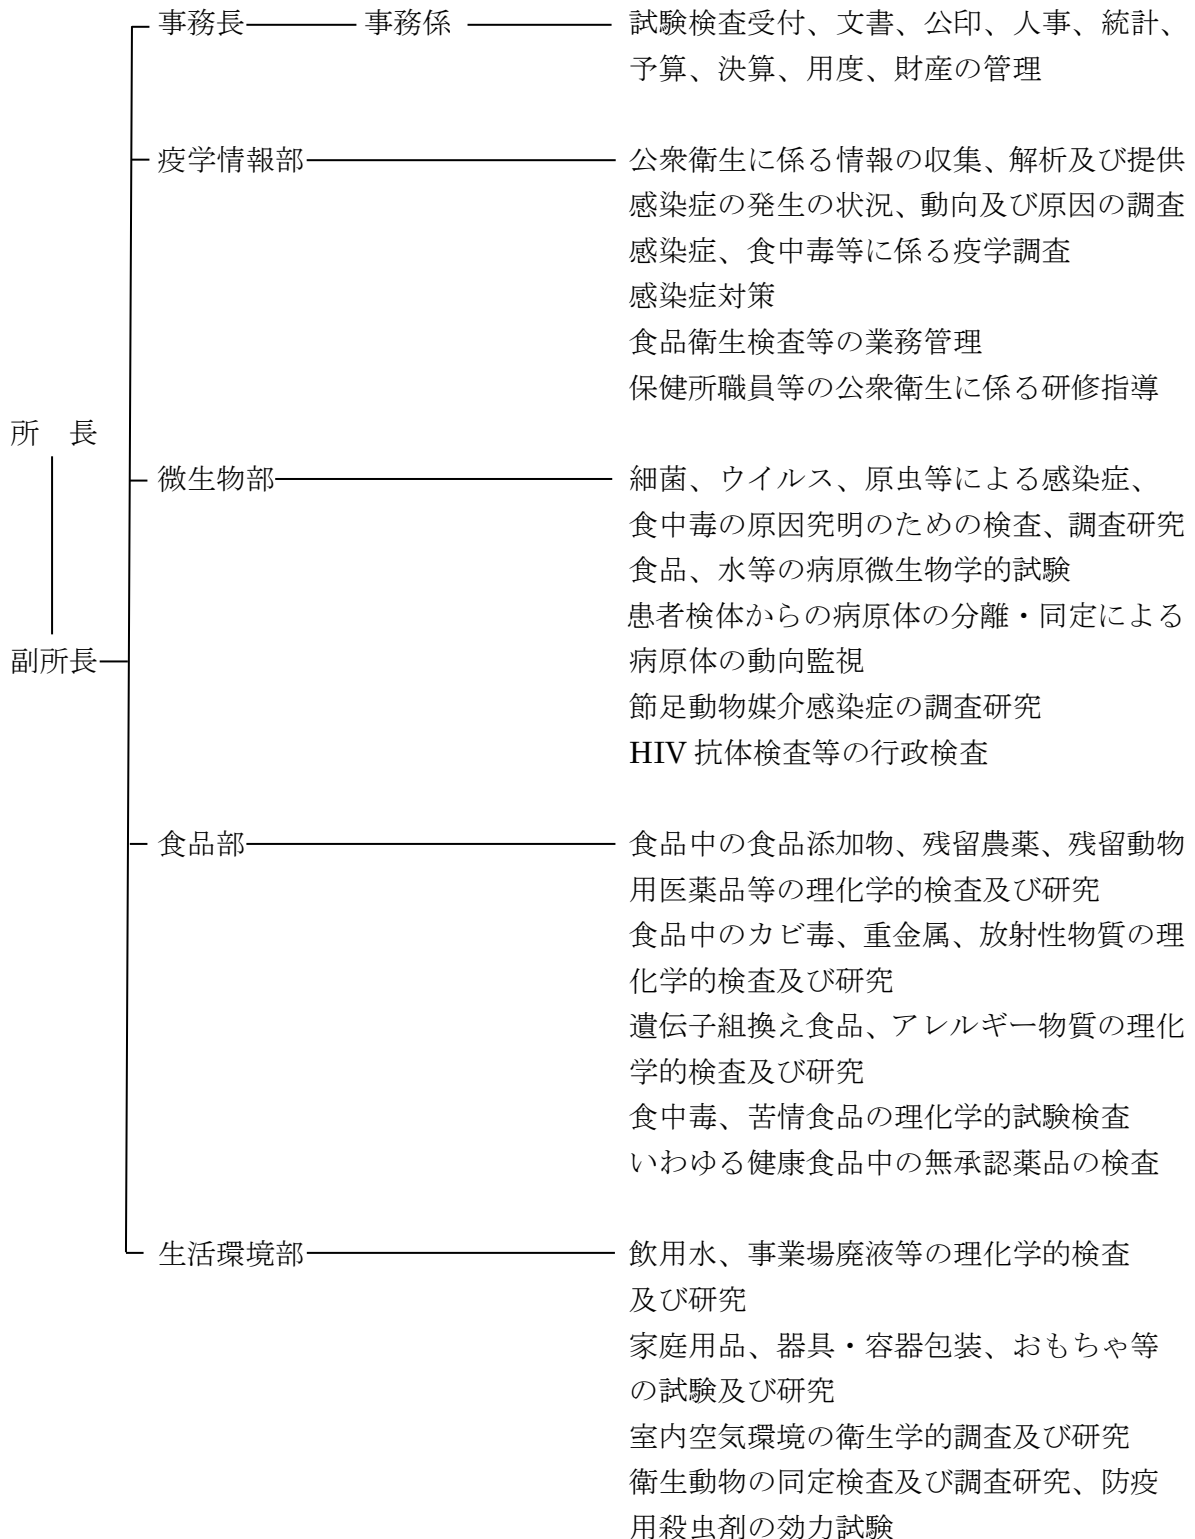 事務長 事務係 試験検査受付、文書、公印、人事、統計、
予算、決算、用度、財産の管理
疫学情報部 公衆衛生に係る情報の収集、解析及び提供
感染症の発生の状況、動向及び原因の調査
感染症、食中毒等に係る疫学調査
感染症対策
食品衛生検査等の業務管理
保健所職員等の公衆衛生に係る研修指導
所　長
微生物部 細菌、ウイルス、原虫等による感染症、
食中毒の原因究明のための検査、調査研究
食品、水等の病原微生物学的試験
患者検体からの病原体の分離・同定による
副所長 病原体の動向監視
節足動物媒介感染症の調査研究
HIV 抗体検査等の行政検査
食品部 食品中の食品添加物、残留農薬、残留動物
用医薬品等の理化学的検査及び研究
食品中のカビ毒、重金属、放射性物質の理
化学的検査及び研究
遺伝子組換え食品、アレルギー物質の理化
学的検査及び研究
食中毒、苦情食品の理化学的試験検査
いわゆる健康食品中の無承認薬品の検査
生活環境部 飲用水、事業場廃液等の理化学的検査
及び研究
家庭用品、器具・容器包装、おもちゃ等
の試験及び研究
室内空気環境の衛生学的調査及び研究
衛生動物の同定検査及び調査研究、防疫
用殺虫剤の効力試験